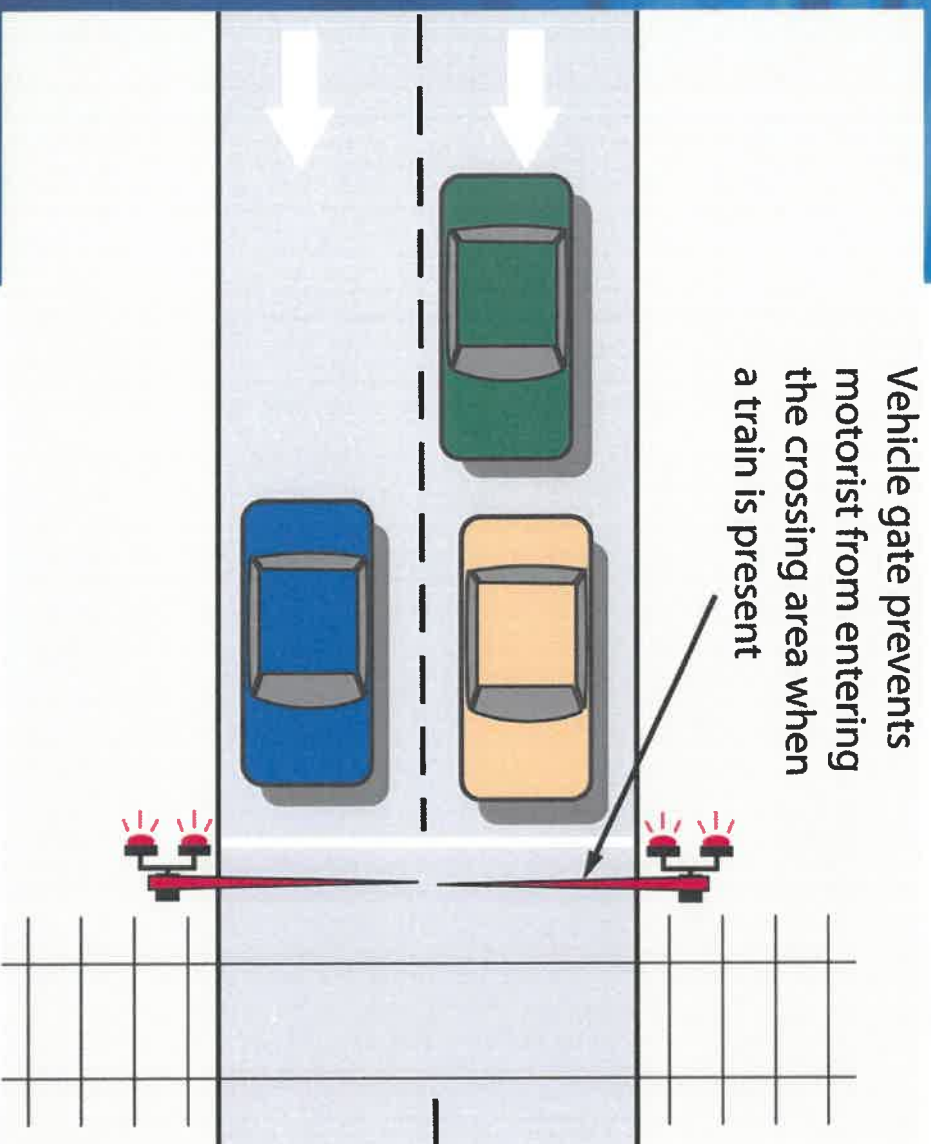 Vehicle gate prevents
motorist from entering
the crossing area when
a train is present